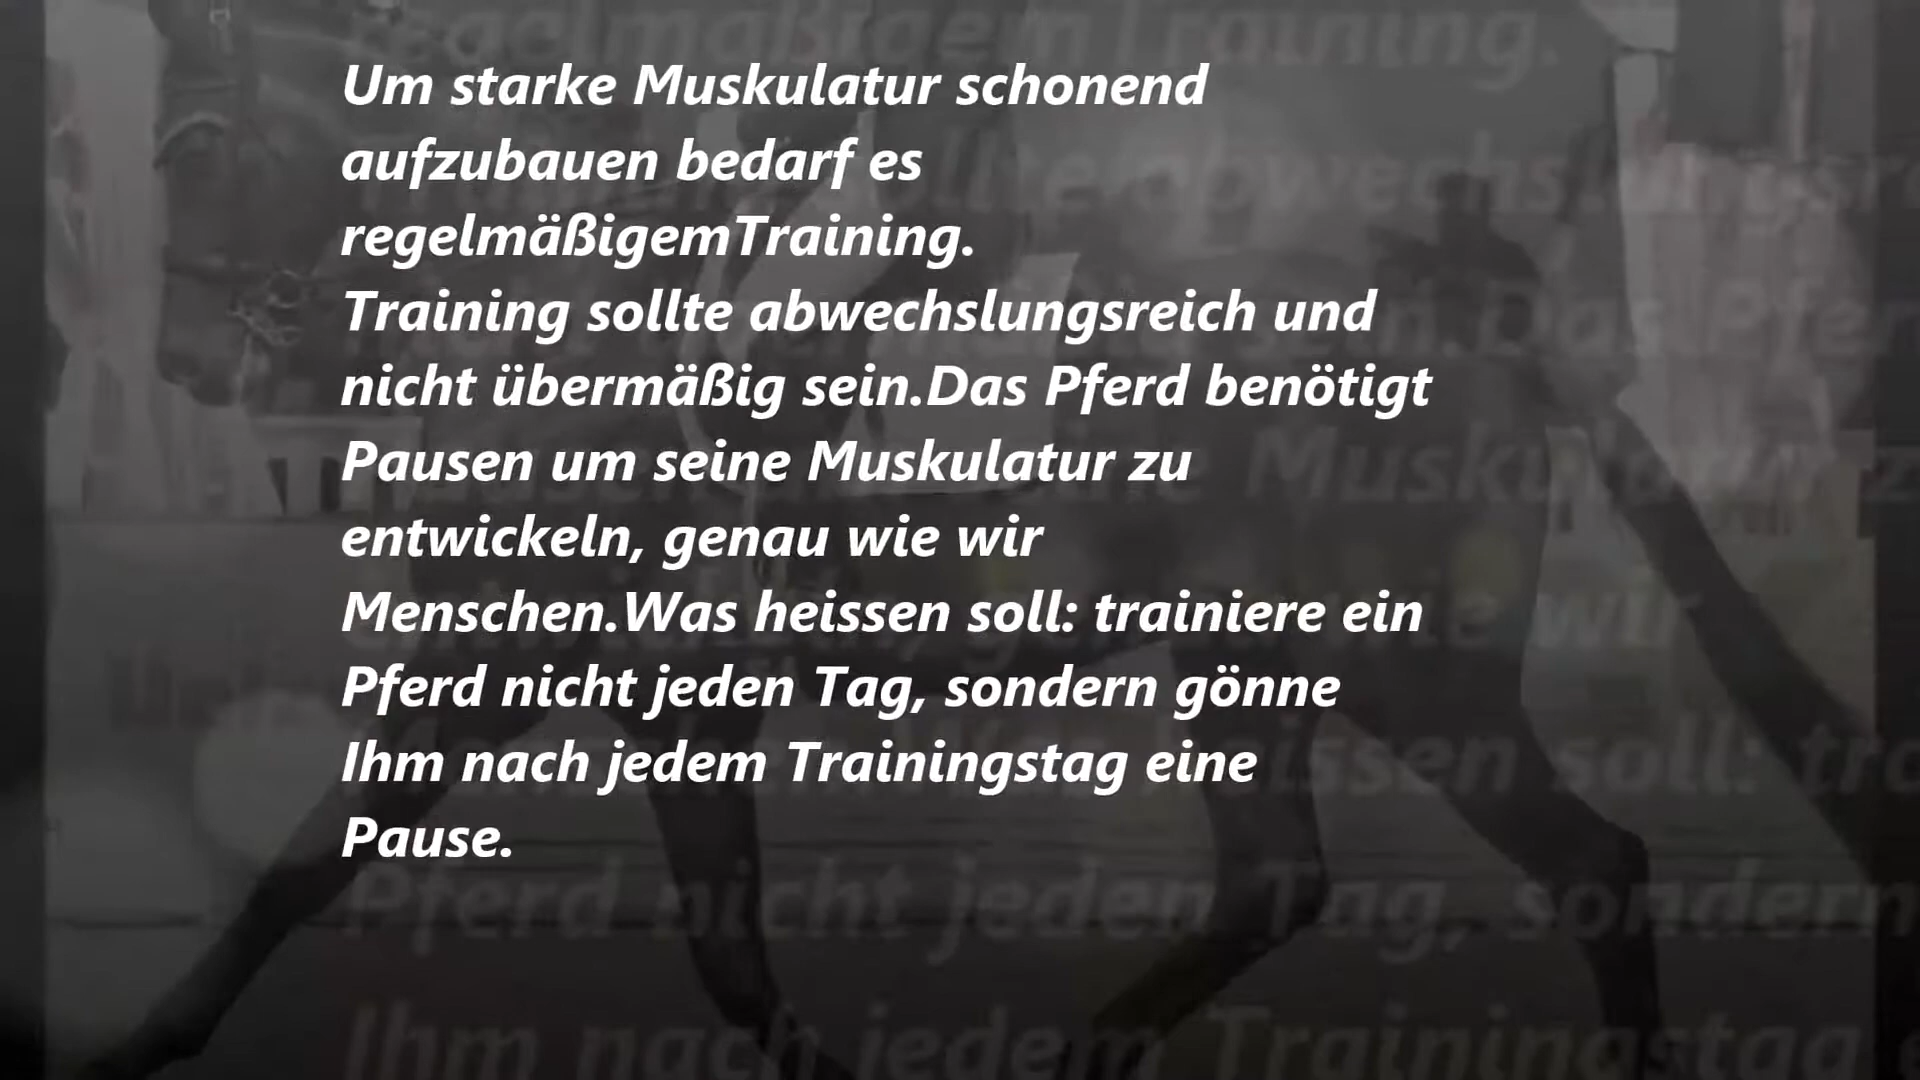 Um starke Muskulatur schonend
aufzubauen bedarf es
regelmäßigemTraining.
Training sollte abwechslungsreich und
nicht übermäßig sein.Das Pferd benötigt
Pausen um seine Muskulatur zu
entwickeln, genau wie wir
Menschen.Was heissen soll: trainiere ein
Pferd nicht jeden Tag, sondern gönne
Ihm nach jedem Trainingstag eine
Pause.